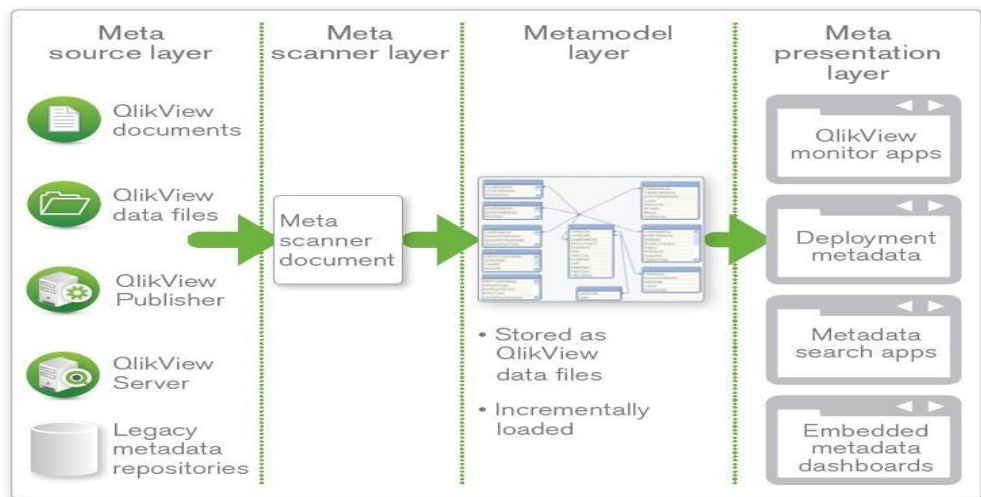 Meta
source layer
QlikView
documents
QlikView
data files
QlikView
Publisher
QlikView
Server
Legacy
metadata
repositories
Meta
scanner layer
Meta
scanner
document
Metamodel
layer
• Stored as
QlikView
data files
• Incrementally
loaded
Meta
presentation
layer
QlikView
monitor apps
Deployment
metadata
Metadata
search apps
Embedded
metadata
dashboards